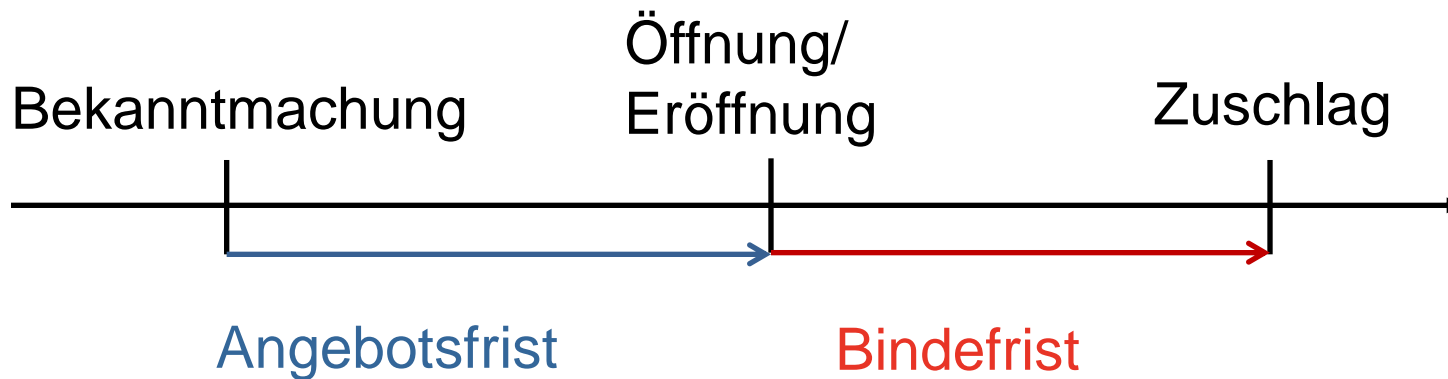 Bekanntmachung
Öffnung/
Eröffnung
Zuschlag
Angebotsfrist
Bindefrist